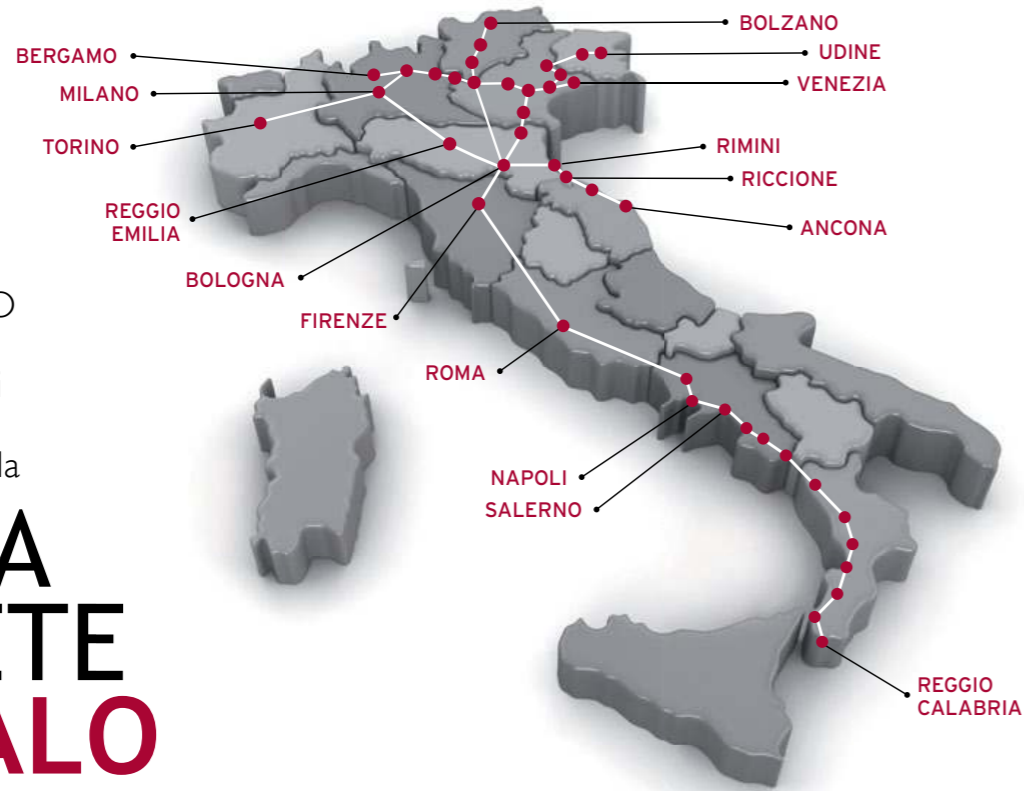 BOLZANO
BERGAMO
UDINE
MILANO
VENEZIA
TORINO
RIMINI
RICCIONE
REGGIO
EMILIA
ANCONA
BOLOGNA
FIRENZE
ROMA
NAPOLI
SALERNO
REGGIO
CALABRIA